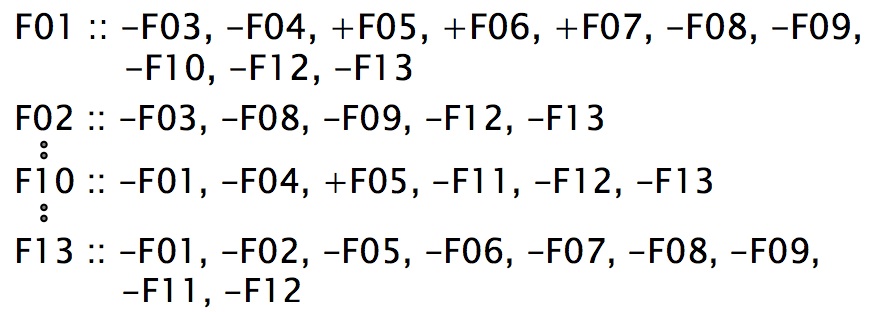 F01 :: –F03, –F04, +F05, +F06, +F07, –F08, –F09,
–F10, –F12, –F13
F02 :: –F03, –F08, –F09, –F12, –F13
:
F10 :: –F01, –F04, +F05, –F11, –F12, –F13
:
F13 :: –F01, –F02, –F05, –F06, –F07, –F08, –F09,
–F11, –F12